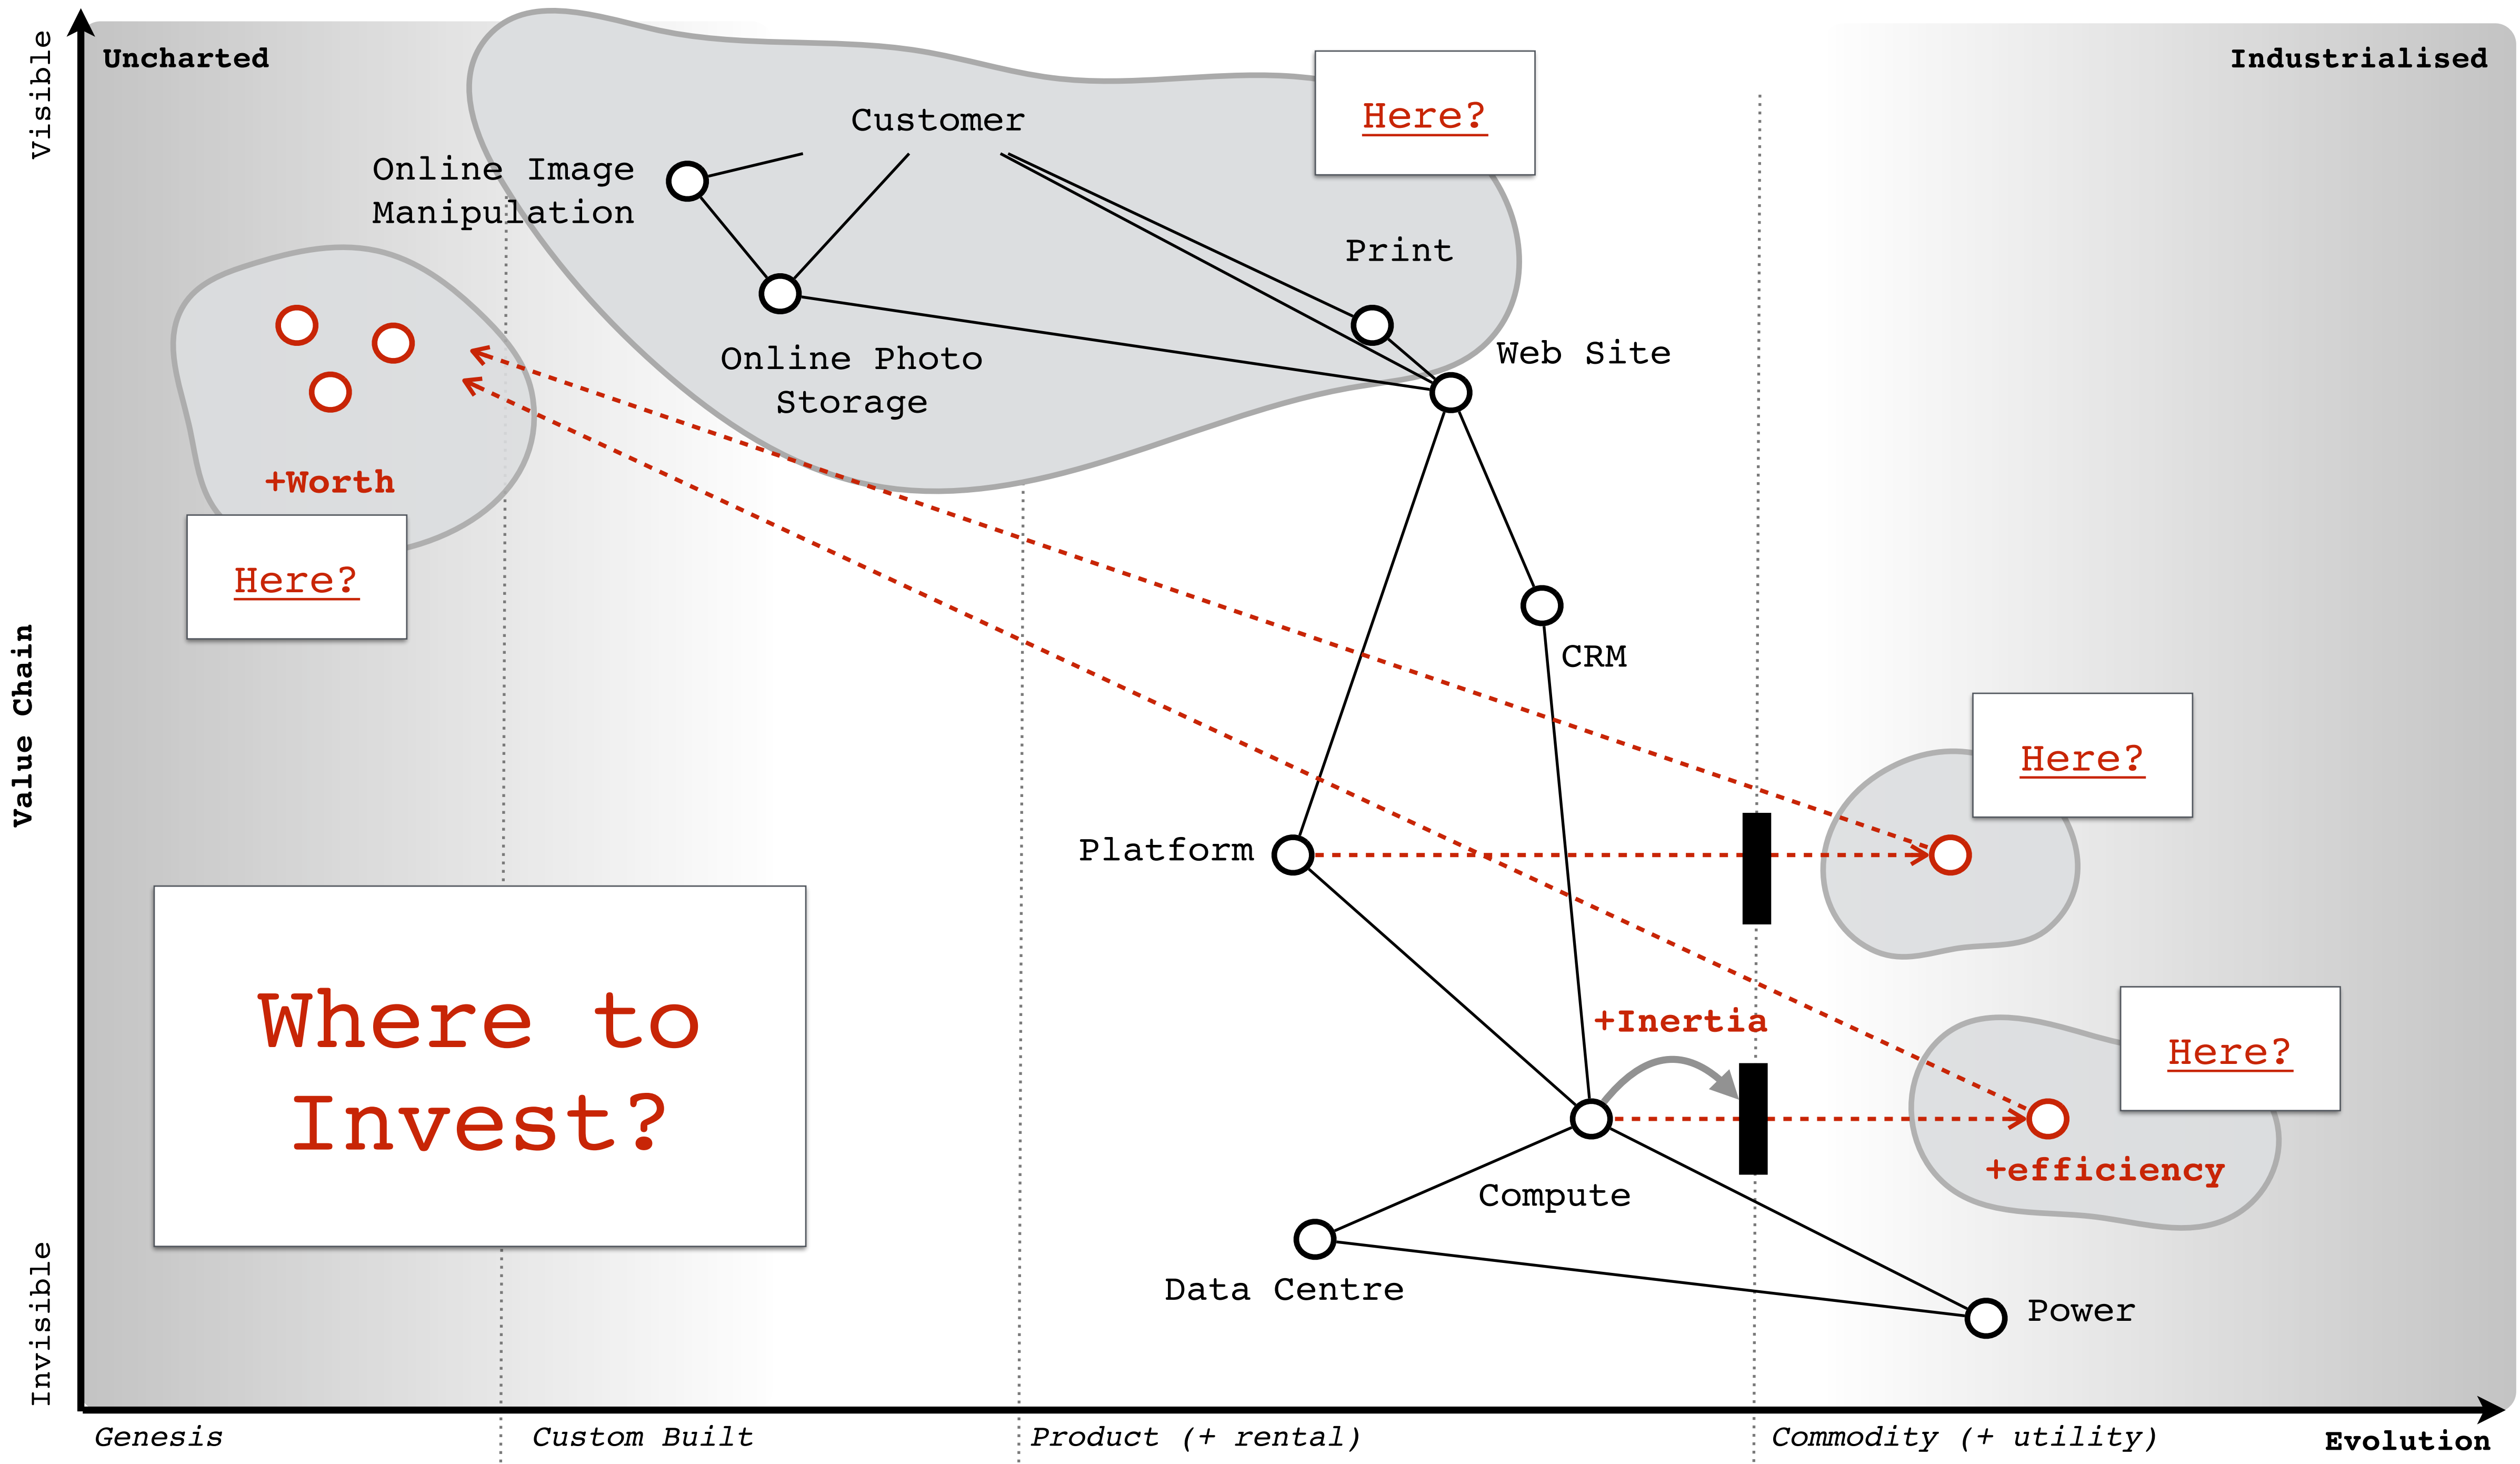 Visible
Uncharted
Industrialised
Here?
Customer
Online Image
Manipulation
Print
Web Site
Online Photo
Storage
+Worth
Here?
Value Chain
CRM
Here?
Platform
Where to
Invest?
+Inertia
Here?
+efficiency
Compute
Data Centre
Power
Invisible
Genesis
Custom Built
Product (+ rental)
Commodity (+ utility)
Evolution